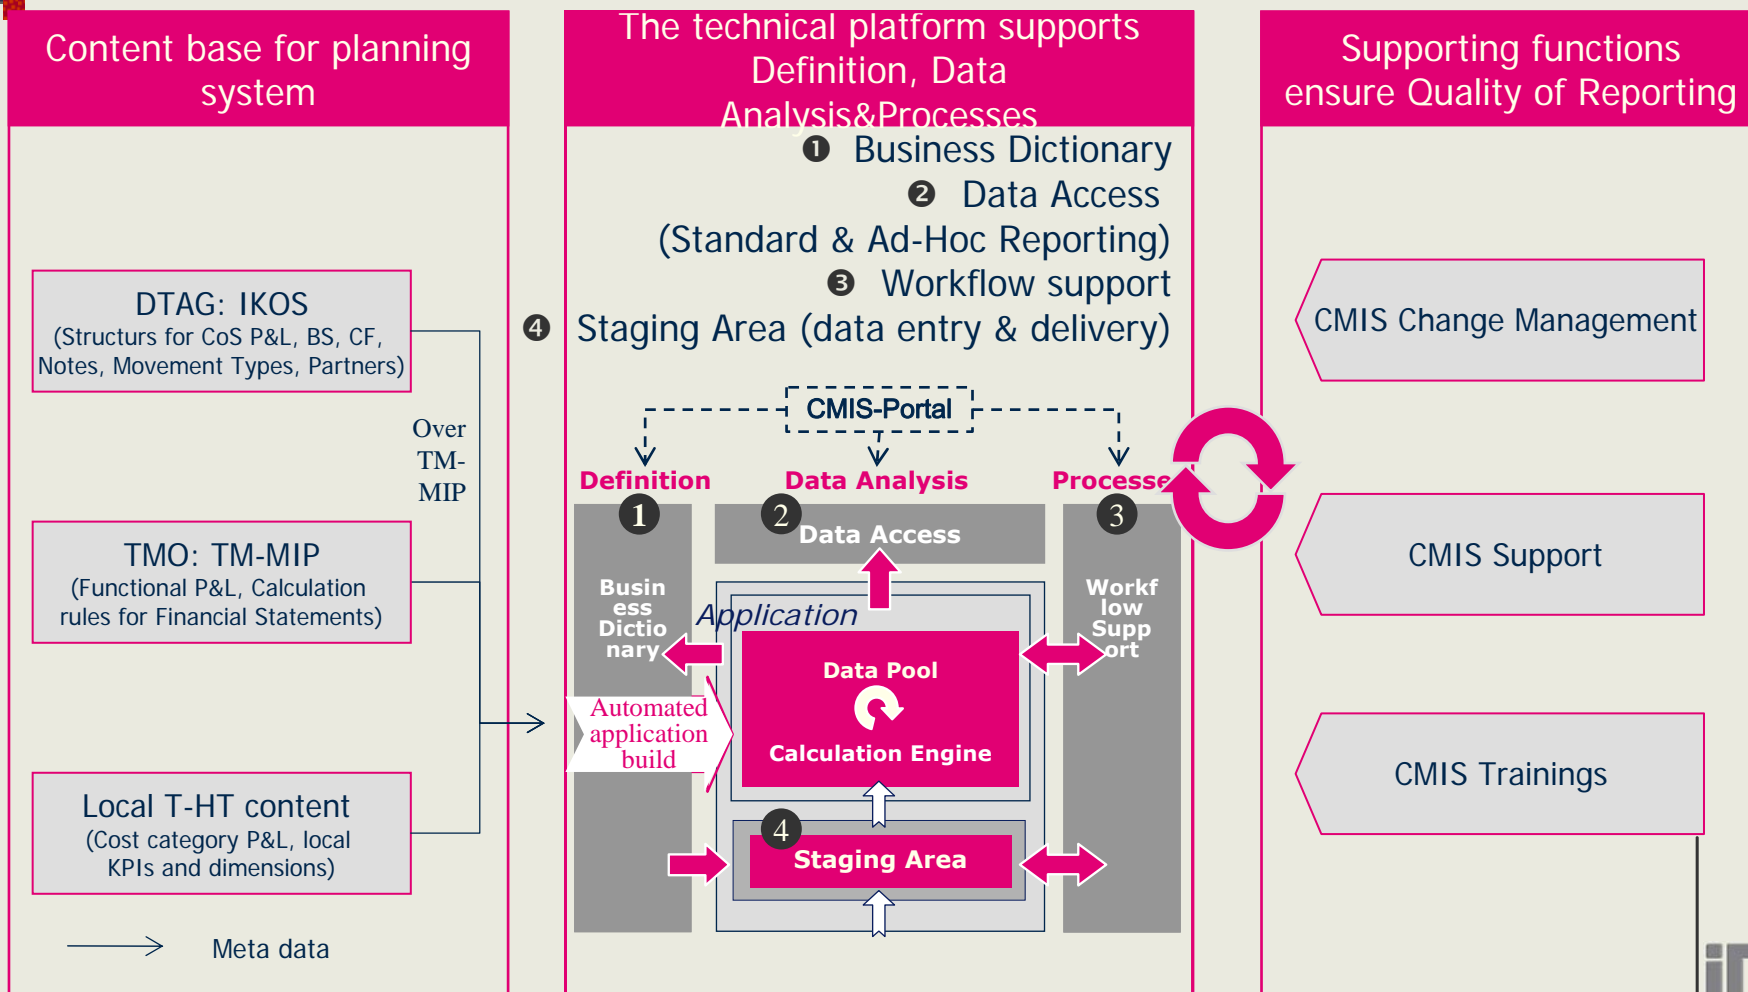 Content base for planning
system
DTAG: IKOS
(Structurs for CoS P&L, BS, CF,
Notes, Movement Types, Partners)
Over
TM-
MIP
TMO: TM-MIP
(Functional P&L, Calculation
rules for Financial Statements)
Local T-HT content
(Cost category P&L, local
KPIs and dimensions)
Meta data
The technical platform supports
Definition, Data
Analysis&Processes
❶ Business Dictionary
❷ Data Access
(Standard & Ad-Hoc Reporting)
❸ Workflow support
❹ Staging Area (data entry & delivery)
CMIS-Portal
Definition
Data Analysis
Processe
1
2
3
Data Access
Busin
ess
Dictio
nary
Application
Workf
low
Supp
ort
Data Pool
Calculation Engine
Automated
application
build
4
Staging Area
Supporting functions
ensure Quality of Reporting
CMIS Change Management
CMIS Support
CMIS Trainings